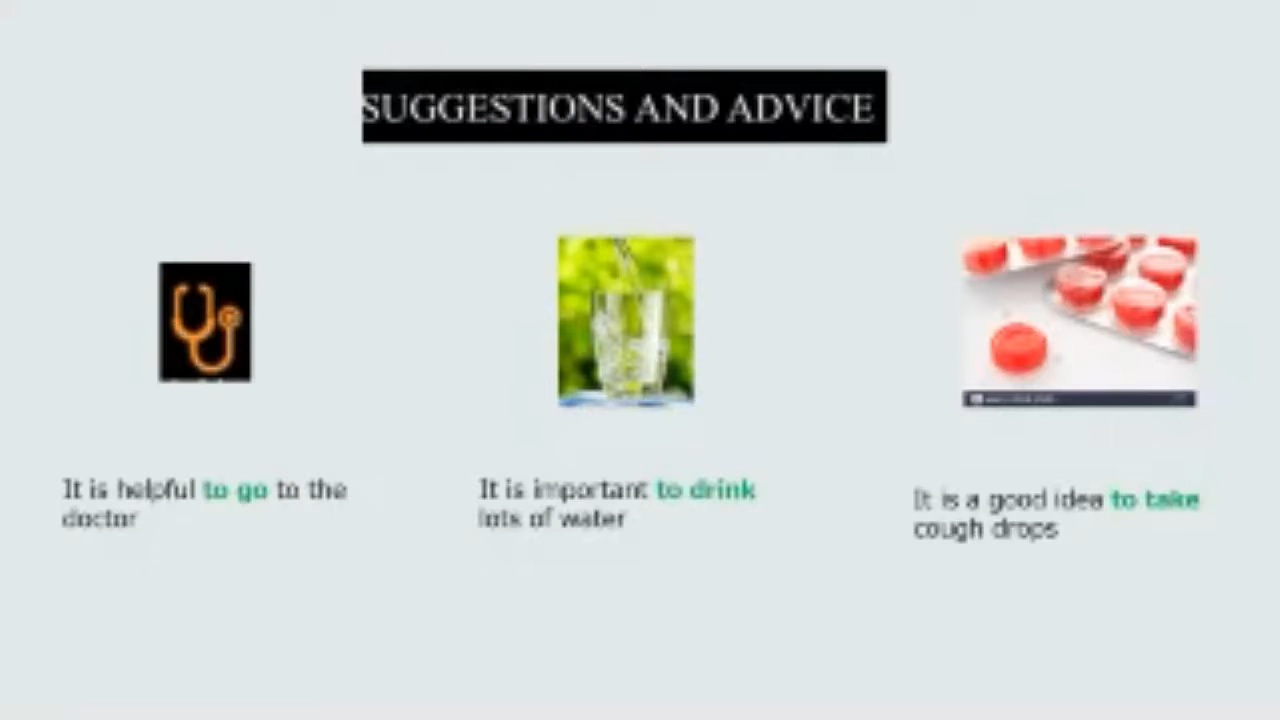 SUGGESTIONS AND ADVICE
It is helpful to go to the
doctor
It is important to drink
lots of water
It is a good idea to take
cough drops